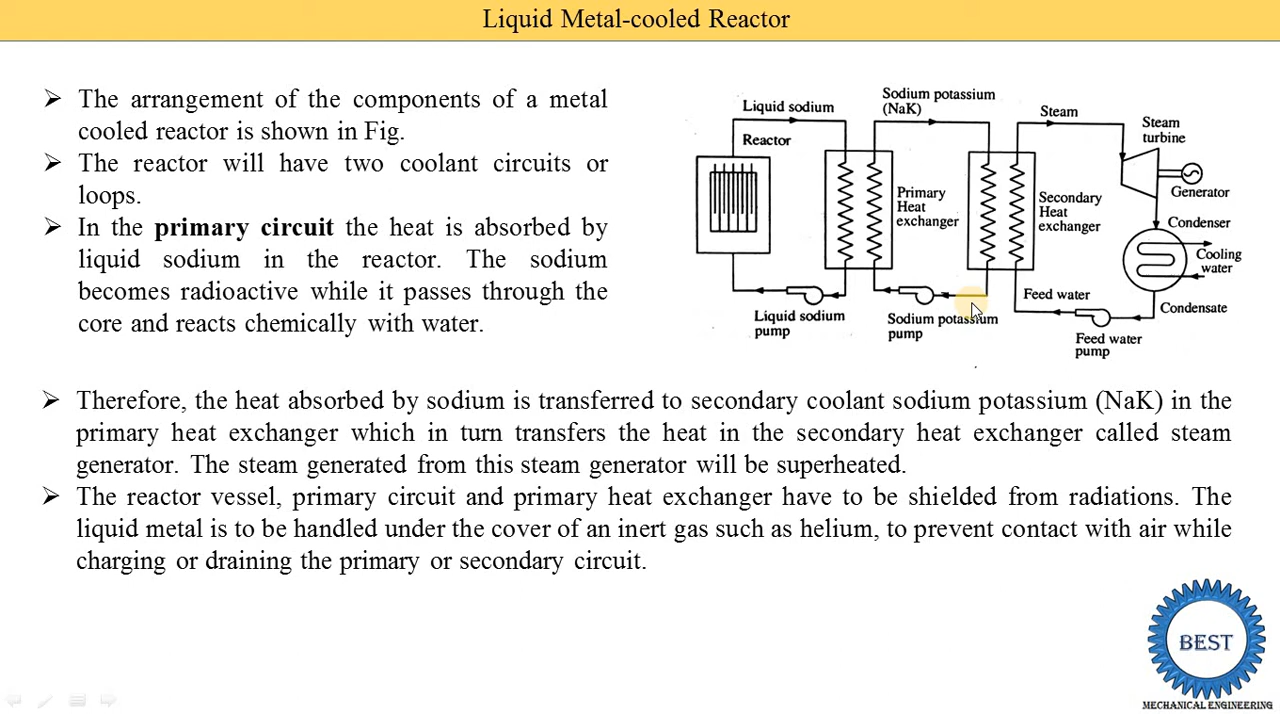 Liquid Metal-cooled Reactor
➢ The arrangement of the components of a metal
cooled reactor is shown in Fig.
➢ The reactor will have two coolant circuits or
loops.
➢ In the primary circuit the heat is absorbed by
liquid sodium in the reactor. The sodium
becomes radioactive while it passes through the
core and reacts chemically with water.
Liquid sodium
Reactor
Sodium potassium
(NaK)
Steam
Steam
turbine
Primary
Heat
exchanger
Secondary
Heat
exchanger
Generator
Condenser
Cooling
water
Feed water
Condensate
Liquid sodium
pump
Sodium potassium
pump
Feed water
pump
➢ Therefore, the heat absorbed by sodium is transferred to secondary coolant sodium potassium (NaK) in the
primary heat exchanger which in turn transfers the heat in the secondary heat exchanger called steam
generator. The steam generated from this steam generator will be superheated.
➢ The reactor vessel, primary circuit and primary heat exchanger have to be shielded from radiations. The
liquid metal is to be handled under the cover of an inert gas such as helium, to prevent contact with air while
charging or draining the primary or secondary circuit.
BEST
MECHANICAL ENGINEERING